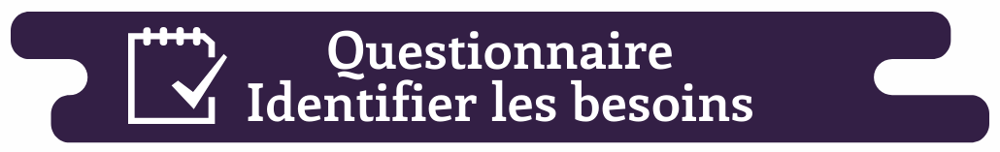 Questionnaire
Identifier les besoins